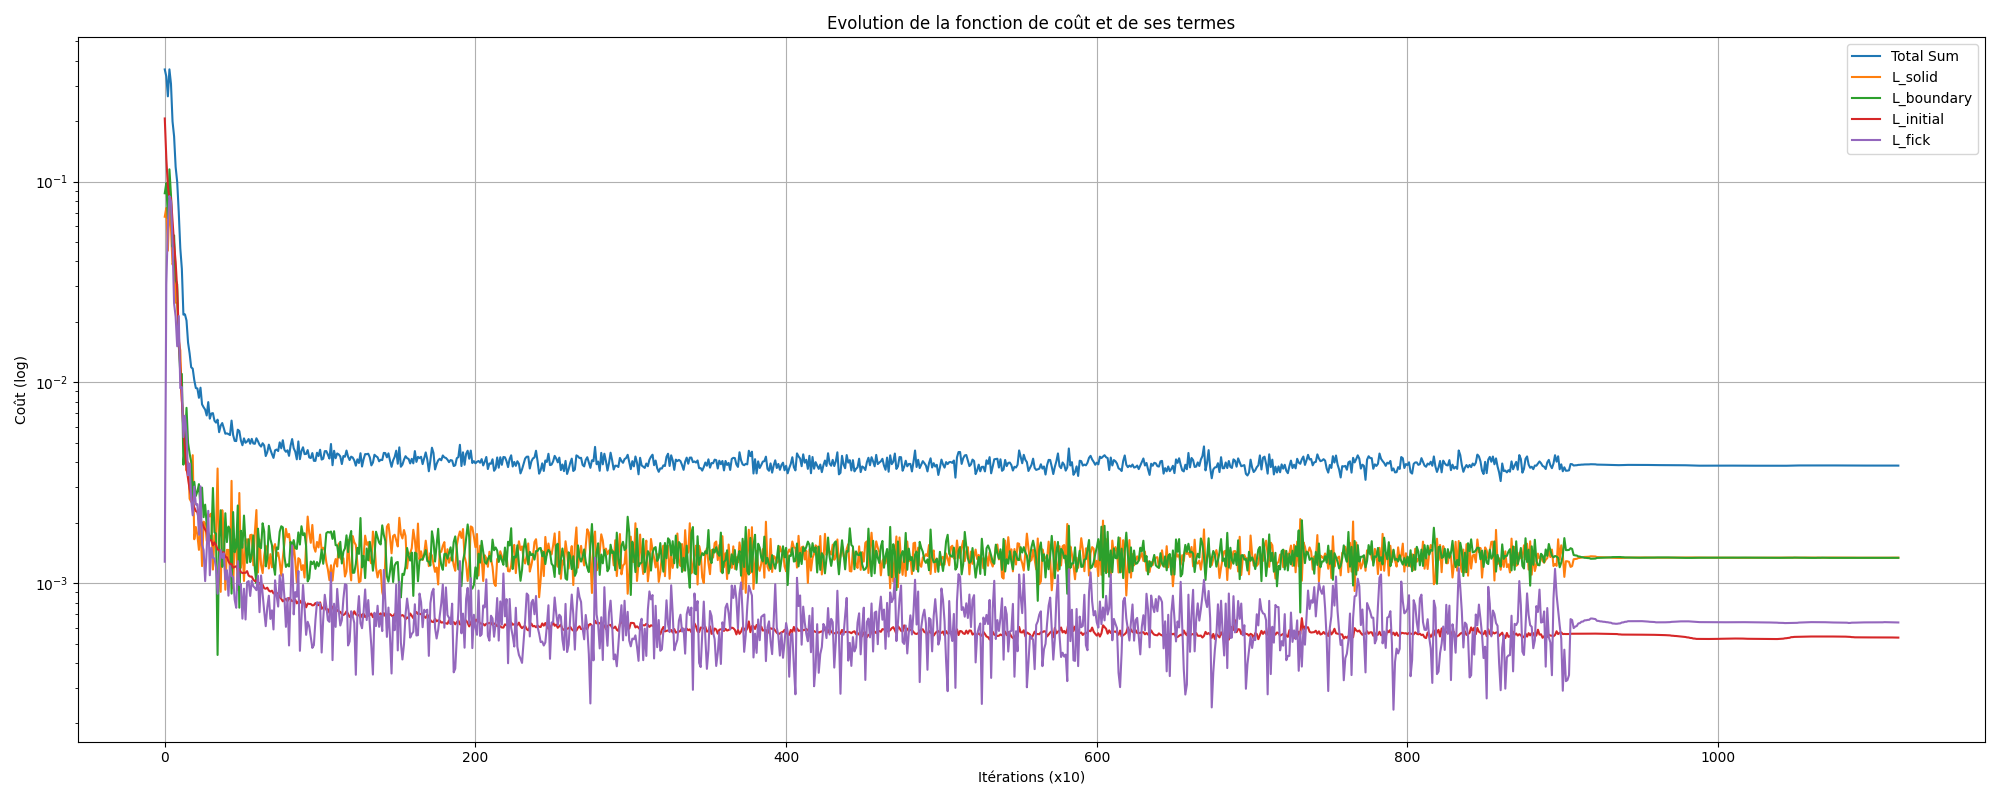 Evolution de la fonction de coût et de ses termes
Total Sum
L_solid
L_boundary
L_initial
L_fick
Coût (log)
10⁻¹
10⁻²
10⁻³
0 200 400 600 800 1000
Itérations (x10)